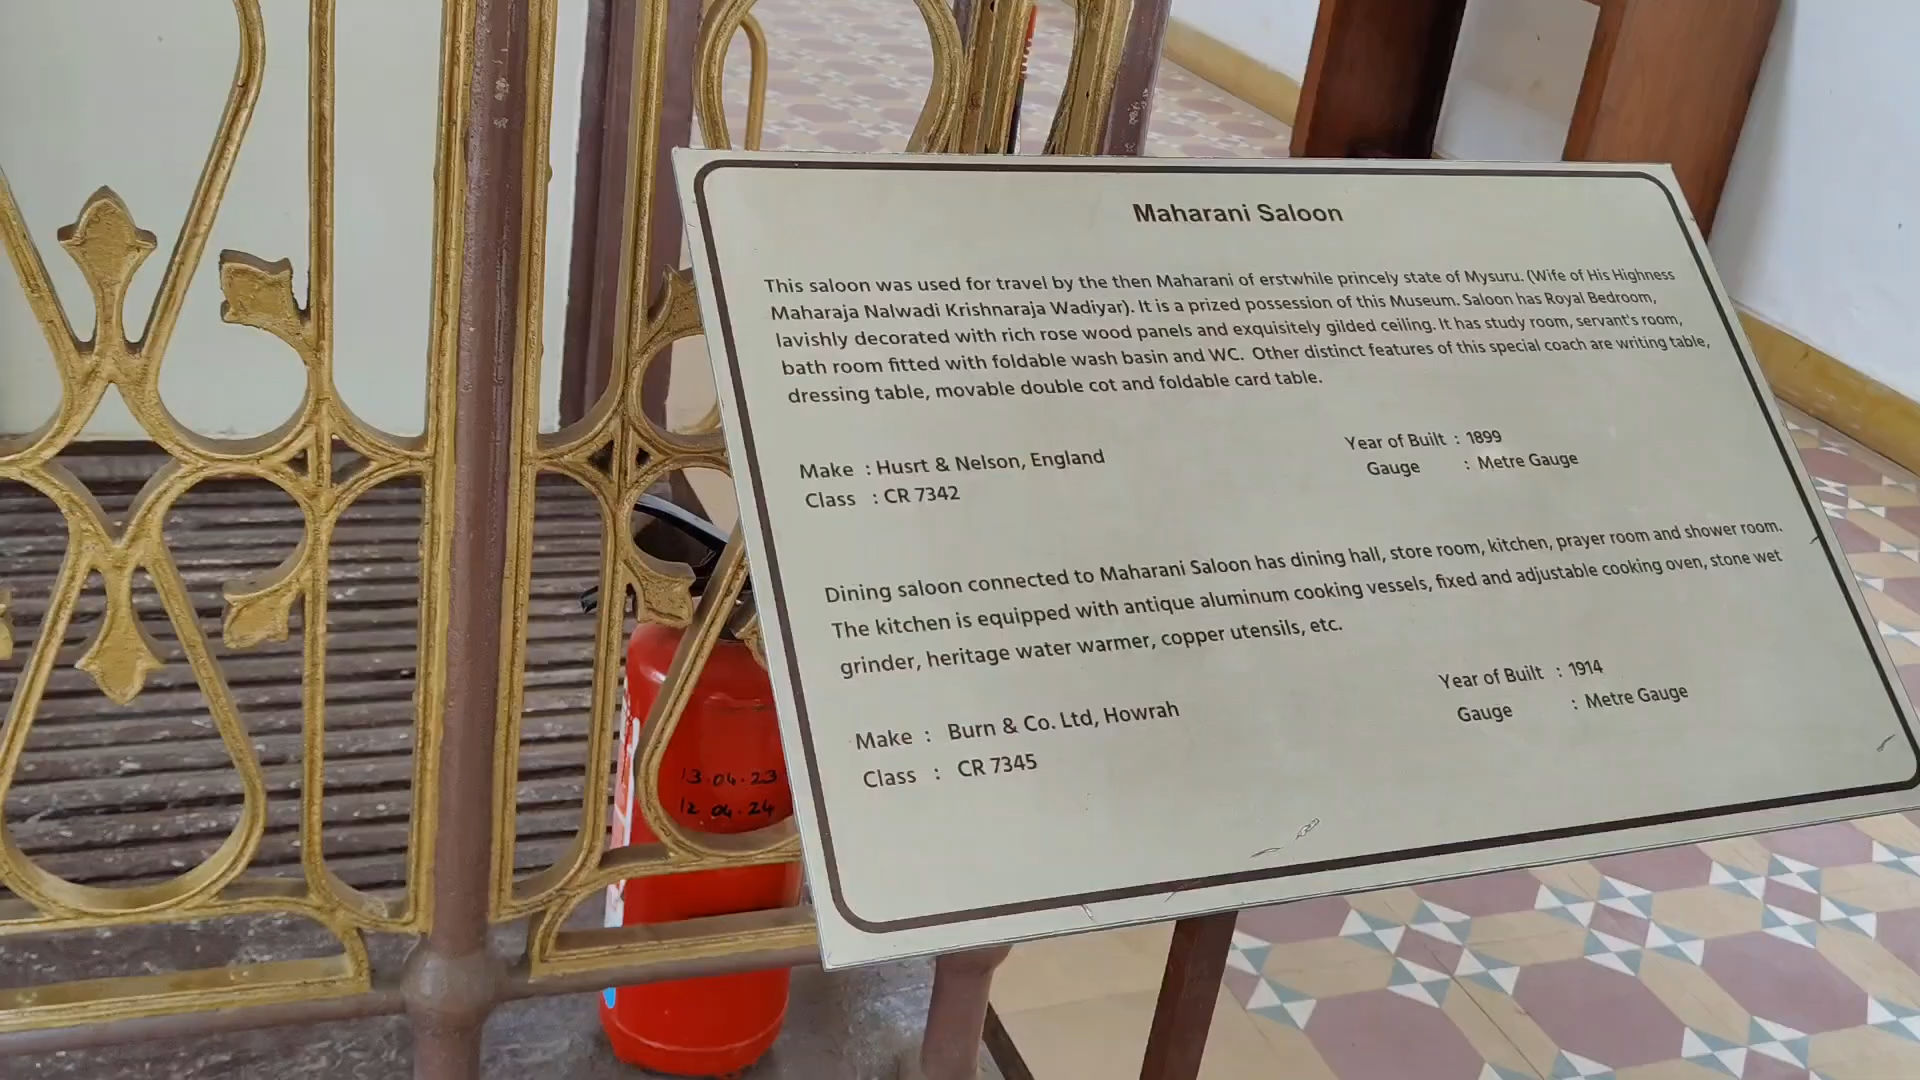 Maharani Saloon
This saloon was used for travel by the then Maharani of erstwhile princely state of Mysuru. (Wife of His Highness
Maharaja Nalwadi Krishnaraja Wadiyar). It is a prized possession of this Museum. Saloon has Royal Bedroom,
lavishly decorated with rich rose wood panels and exquisitely gilded ceiling. It has study room, servant's room,
bath room fitted with foldable wash basin and WC. Other distinct features of this special coach are writing table,
dressing table, movable double cot and foldable card table.
Make : Husrt & Nelson, England
Class : CR 7342
Year of Built : 1899
Gauge : Metre Gauge
Dining saloon connected to Maharani Saloon has dining hall, store room, kitchen, prayer room and shower room.
The kitchen is equipped with antique aluminum cooking vessels, fixed and adjustable cooking oven, stone wet
grinder, heritage water warmer, copper utensils, etc.
Make : Burn & Co. Ltd, Howrah
Class : CR 7345
Year of Built : 1914
Gauge : Metre Gauge
13.04.23
12.04.24